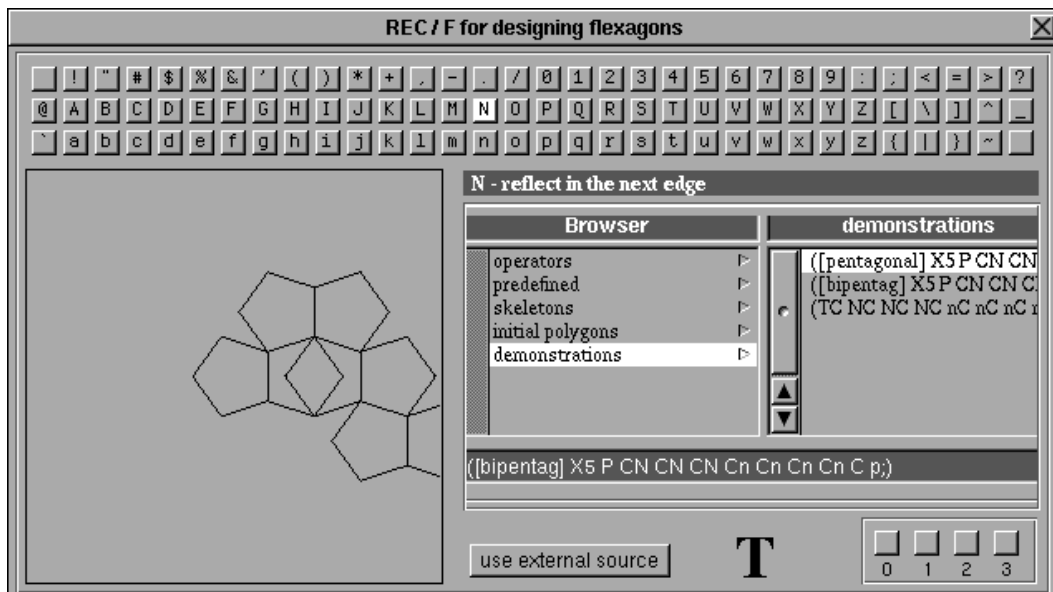 REC / F for designing flexagons
! " # $ % & ' ( ) * + , - . / 0 1 2 3 4 5 6 7 8 9 : ; < = > ?
@ A B C D E F G H I J K L M N O P Q R S T U V W X Y Z [ \ ] ^ _
` a b c d e f g h i j k l m n o p q r s t u v w x y z { | } ~
N - reflect in the next edge
Browser
operators
predefined
skeletons
initial polygons
demonstrations
demonstrations
([pentagonal] X5 P CN CN
([bipentag] X5 P CN CN C
(TC NC NC NC nC nC nC
([bipentag] X5 P CN CN CN Cn Cn Cn Cn C p;)
use external source
T
0 1 2 3